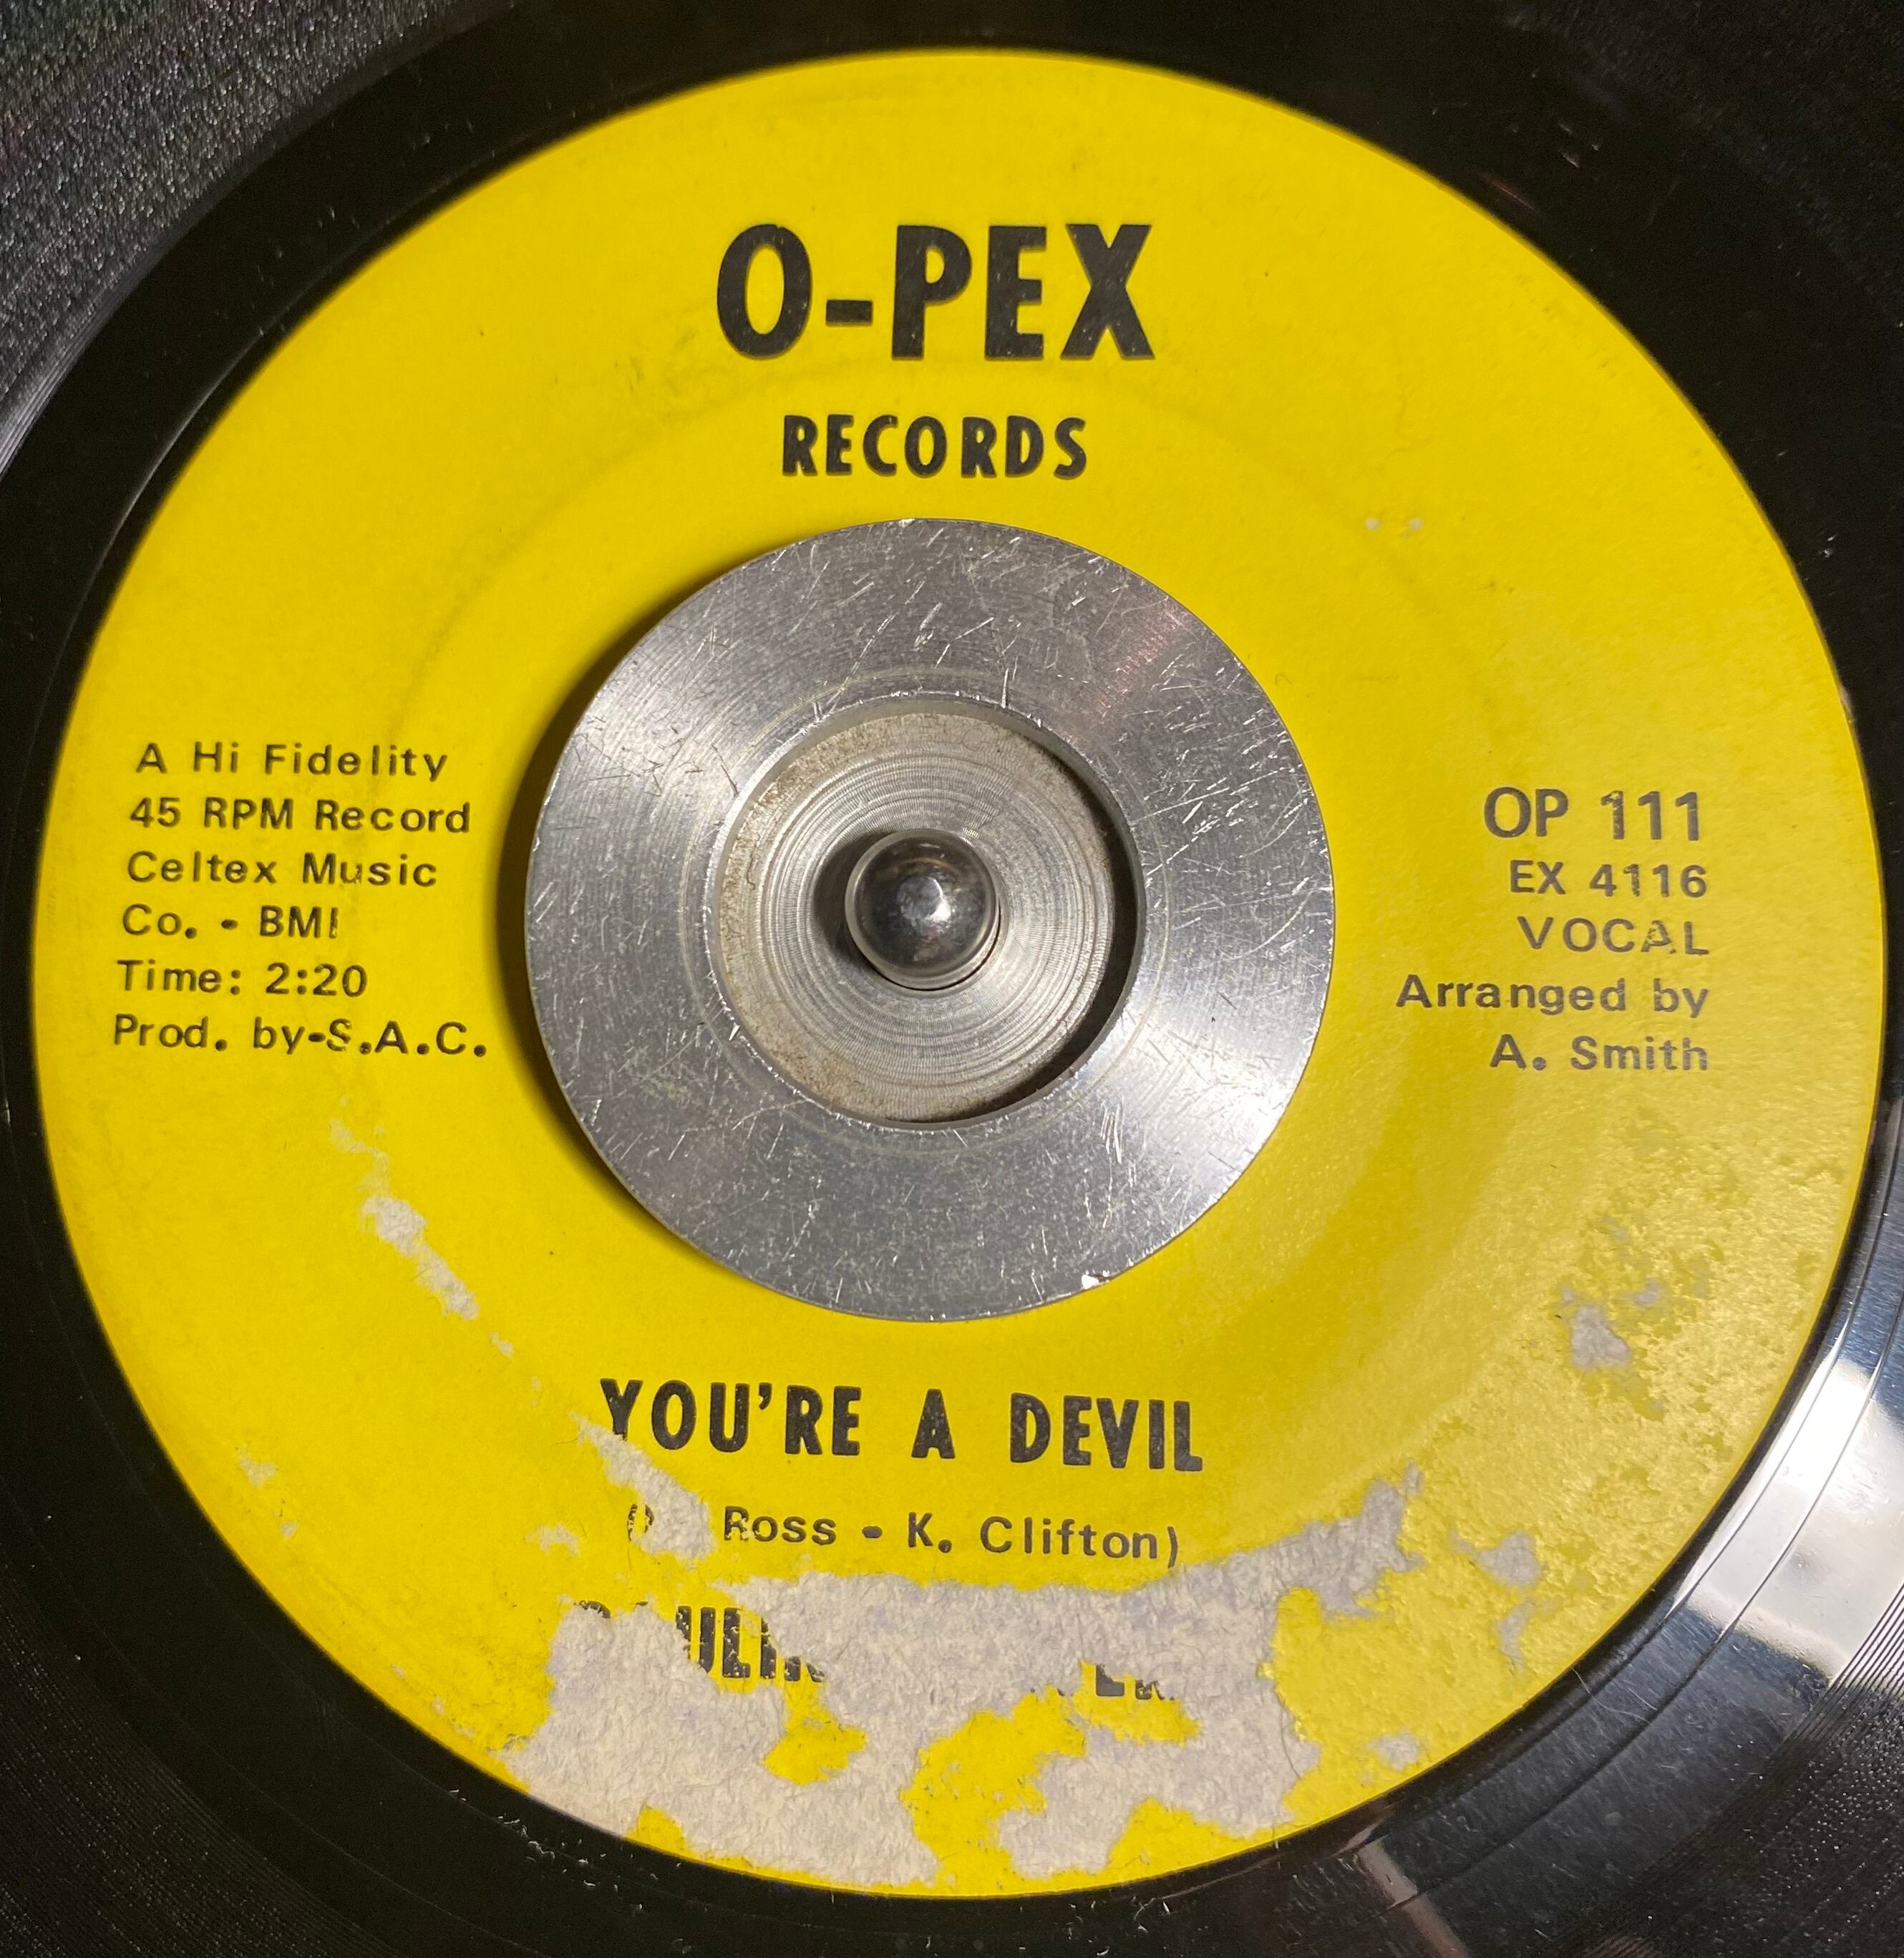 O-PEX
RECORDS
A Hi Fidelity
45 RPM Record
Celtex Music
Co. - BMI
Time: 2:20
Prod. by-S.A.C.
OP 111
EX 4116
VOCAL
Arranged by
A. Smith
YOU'RE A DEVIL
Ross - K. Clifton)